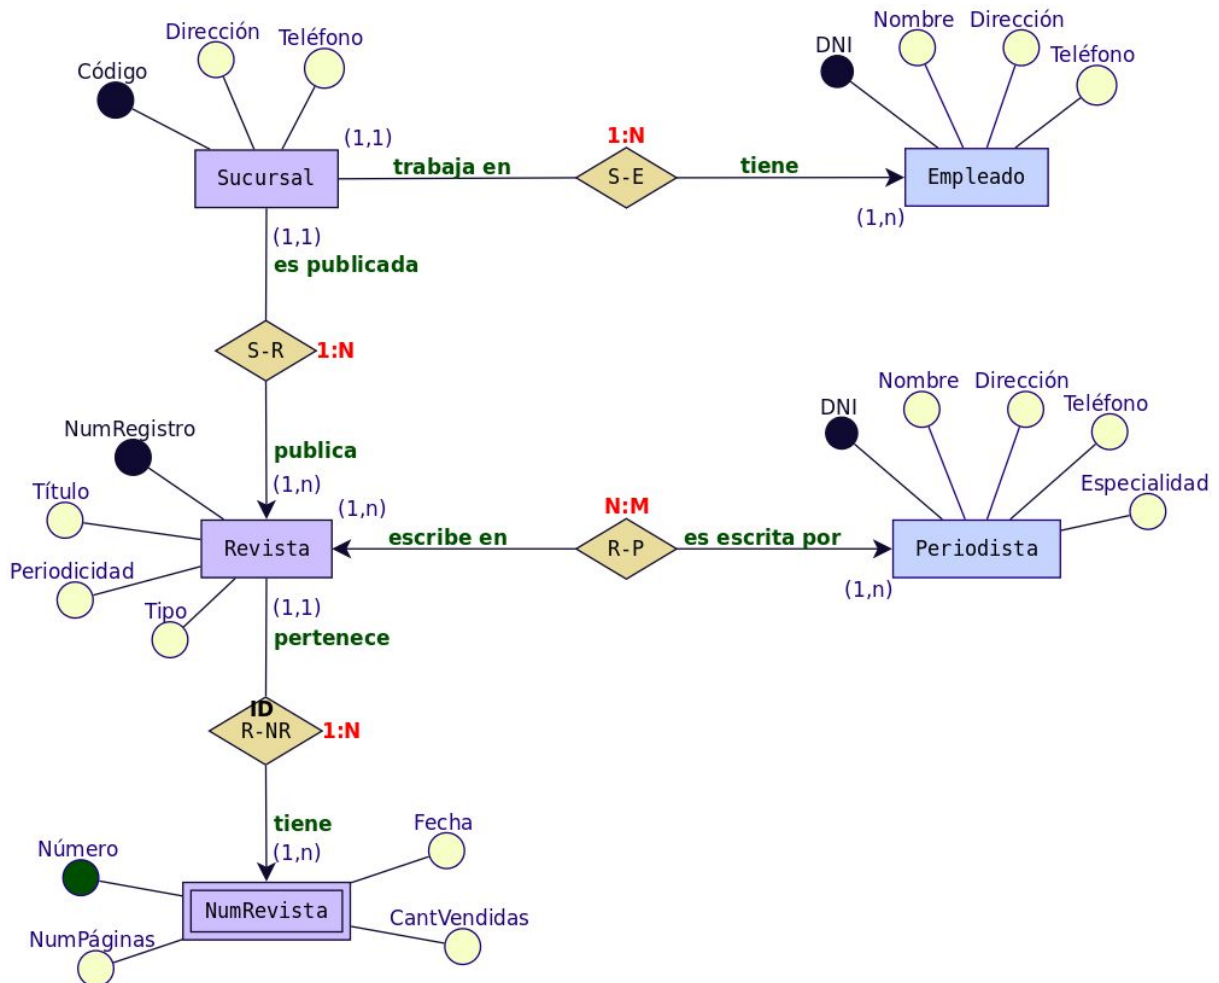 Nombre
Dirección
Dirección
Teléfono
DNI
Teléfono
Código
(1,1)
1:N
trabaja en
tiene
Sucursal
S-E
Empleado
(1,n)
(1,1)
es publicada
S-R
1:N
Nombre
Dirección
Teléfono
DNI
NumRegistro
publica
(1,n)
Título
(1,n)
N:M
Especialidad
escribe en
es escrita por
Revista
R-P
Periodista
Periodicidad
(1,n)
Tipo
(1,1)
pertenece
ID
R-NR
1:N
tiene
Fecha
Número
(1,n)
NumRevista
CantVendidas
NumPáginas